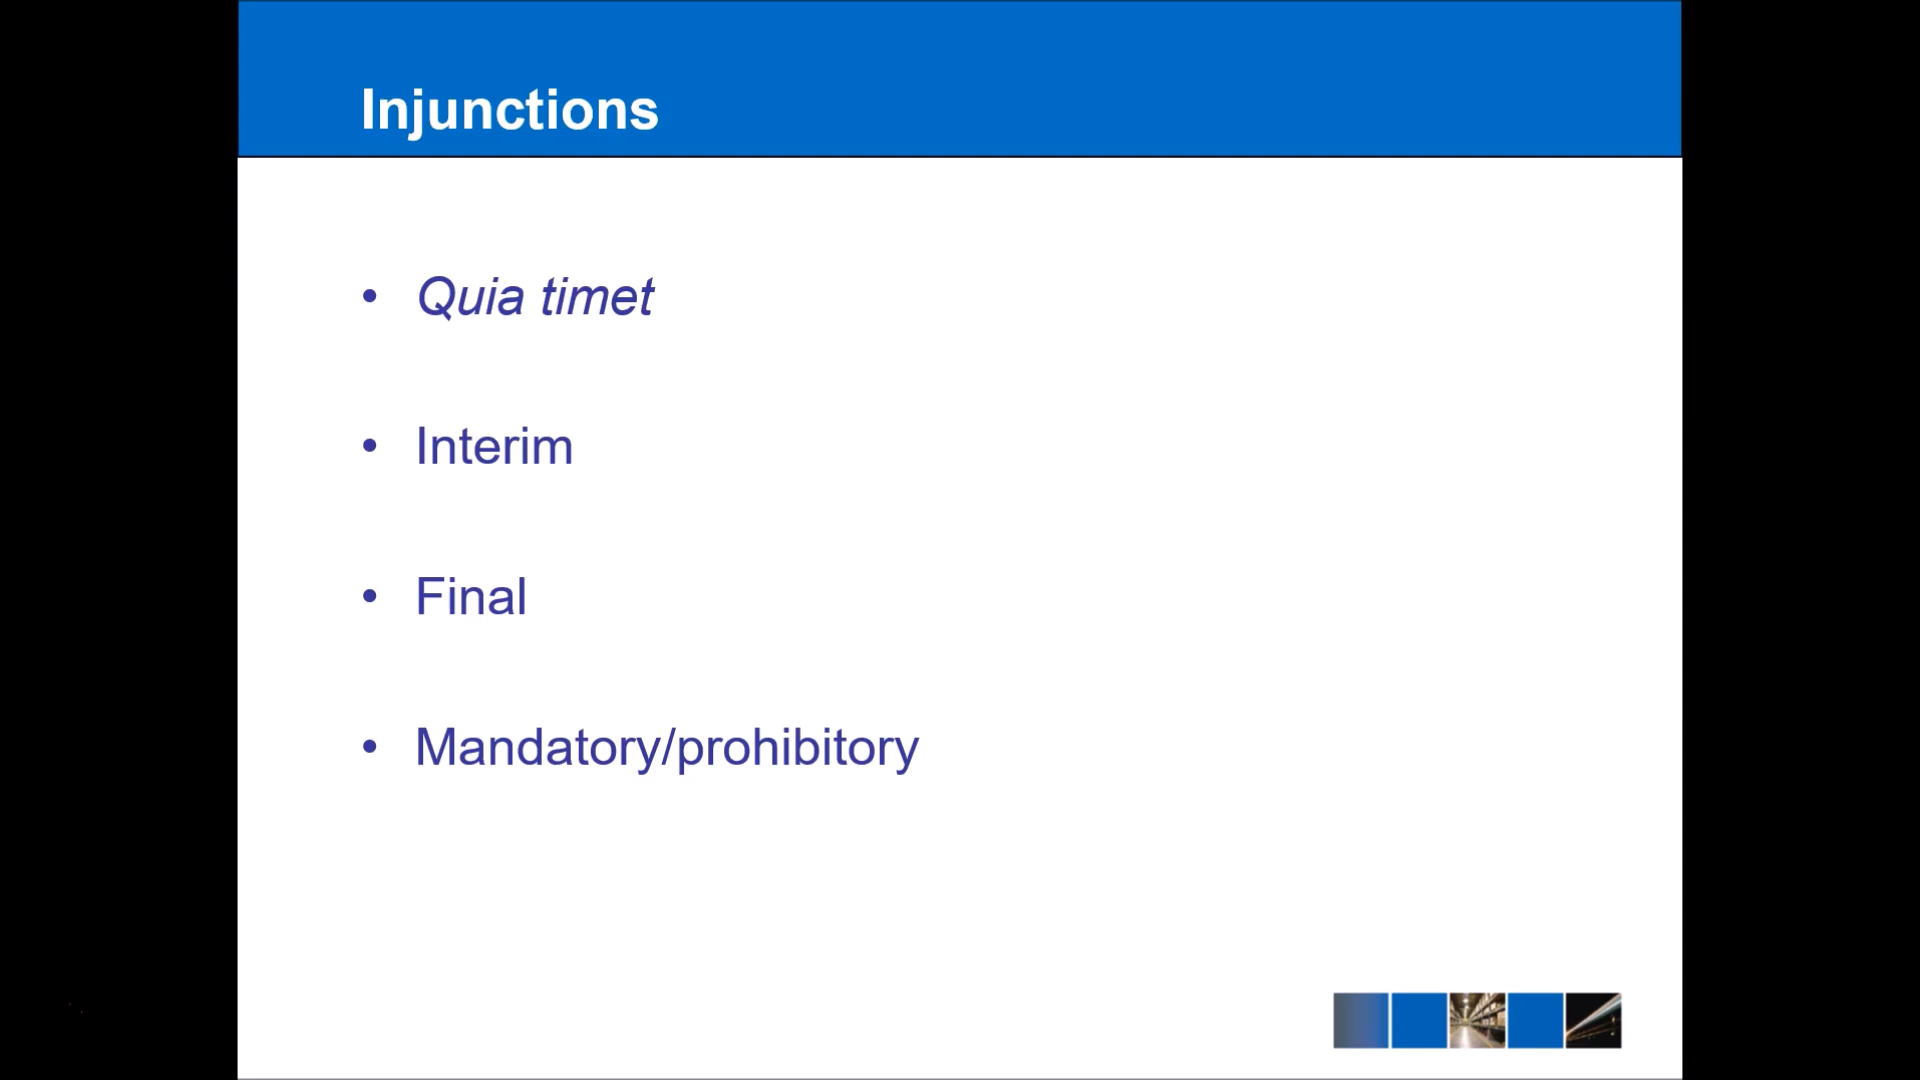 Injunctions
• Quia timet
• Interim
• Final
• Mandatory/prohibitory